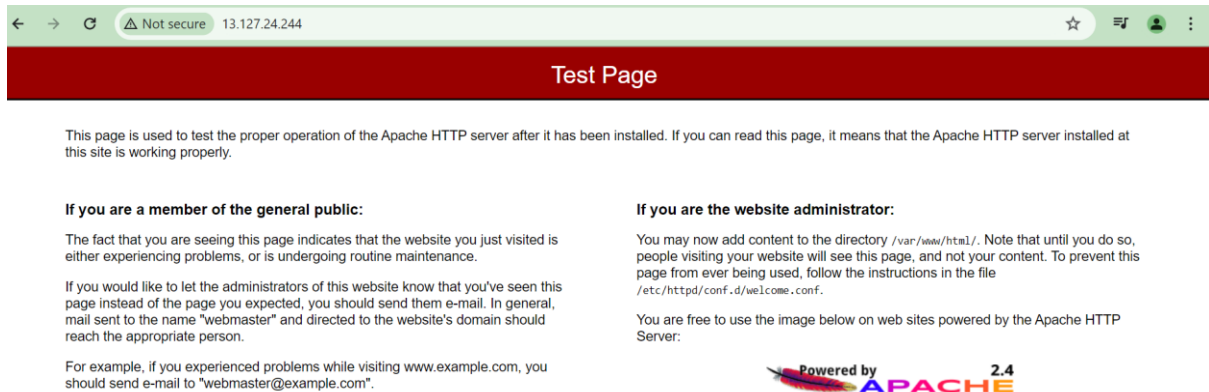 Not secure 13.127.24.244
Test Page
This page is used to test the proper operation of the Apache HTTP server after it has been installed. If you can read this page, it means that the Apache HTTP server installed at
this site is working properly.
If you are a member of the general public:
The fact that you are seeing this page indicates that the website you just visited is
either experiencing problems, or is undergoing routine maintenance.
If you would like to let the administrators of this website know that you've seen this
page instead of the page you expected, you should send them e-mail. In general,
mail sent to the name "webmaster" and directed to the website's domain should
reach the appropriate person.
For example, if you experienced problems while visiting www.example.com, you
should send e-mail to "webmaster@example.com".
If you are the website administrator:
You may now add content to the directory /var/www/html/. Note that until you do so,
people visiting your website will see this page, and not your content. To prevent this
page from ever being used, follow the instructions in the file
/etc/httpd/conf.d/welcome.conf.
You are free to use the image below on web sites powered by the Apache HTTP
Server:
Powered by 2.4
APACHE